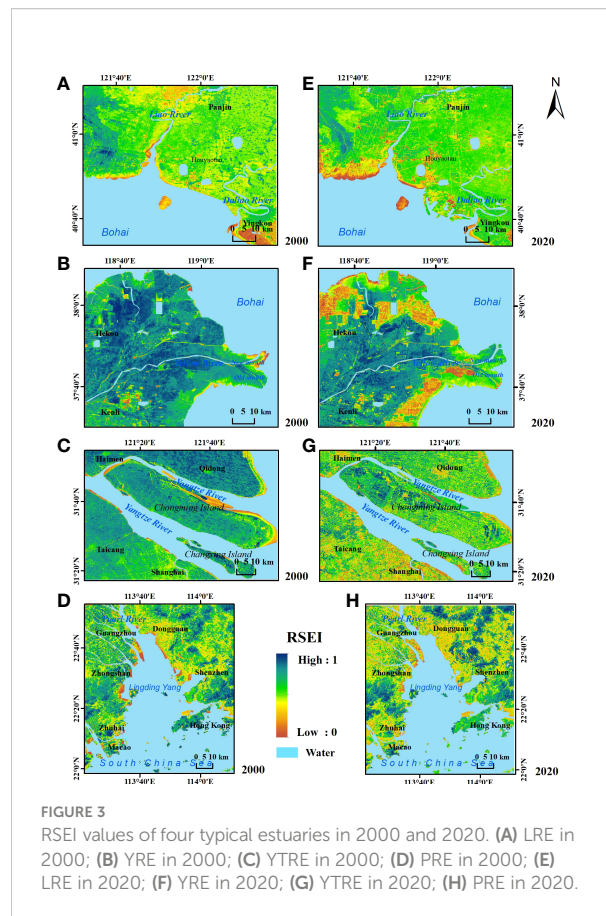 N
A
121°40'E 122°0'E
Panjin
Liao River
Houyaotan
Daliao River
Yingkou
41°0'N
40°40'N
Bohai
0 5 10 km
2000
E
121°40'E 122°0'E
Panjin
Liao River
Houyaotan
Daliao River
Yingkou
41°0'N
40°40'N
Bohai
0 5 10 km
2020
B
118°40'E 119°0'E
Bohai
38°0'N
Hekou
37°40'N
Kenli
0 5 10 km
2000
F
118°40'E 119°0'E
Bohai
38°0'N
Hekou
37°40'N
Kenli
0 5 10 km
2020
C
121°20'E 121°40'E
Haimen
Qidong
Yangtze River
31°40'N
Chongming Island
Yangtze River
Taicang
Changxing Island
31°20'N
Shanghai
0 5 10 km
2000
G
121°20'E 121°40'E
Haimen
Qidong
Yangtze River
31°40'N
Chongming Island
Yangtze River
Taicang
Changxing Island
31°20'N
Shanghai
0 5 10 km
2020
D
113°40'E 114°0'E
Pearl River
Guangzhou
Dongguan
22°40'N
Zhongshan
Shenzhen
Lingding Yang
22°20'N
Zhuhai
Hong Kong
Macao
0 5 10 km
South China Sea
22°0'N
113°40'E 114°0'E
2000
RSEI
High : 1
Low : 0
Water
H
113°40'E 114°0'E
Pearl River
Guangzhou
Dongguan
22°40'N
Zhongshan
Shenzhen
Lingding Yang
22°20'N
Zhuhai
Hong Kong
Macao
0 5 10 km
South China Sea
22°0'N
113°40'E 114°0'E
2020
FIGURE 3
RSEI values of four typical estuaries in 2000 and 2020. (A) LRE in
2000; (B) YRE in 2000; (C) YTRE in 2000; (D) PRE in 2000; (E)
LRE in 2020; (F) YRE in 2020; (G) YTRE in 2020; (H) PRE in 2020.